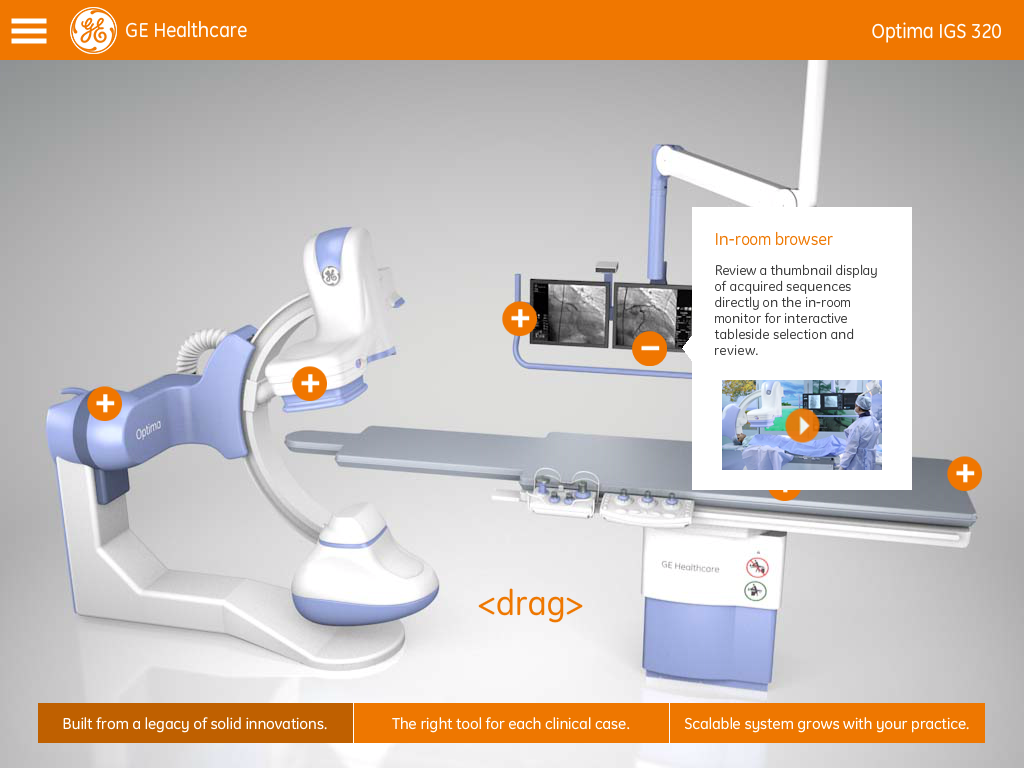 GE Healthcare
Optima IGS 320
In-room browser
Review a thumbnail display
of acquired sequences
directly on the in-room
monitor for interactive
tableside selection and
review.
Optima
GE Healthcare
<drag>
Built from a legacy of solid innovations.
The right tool for each clinical case.
Scalable system grows with your practice.